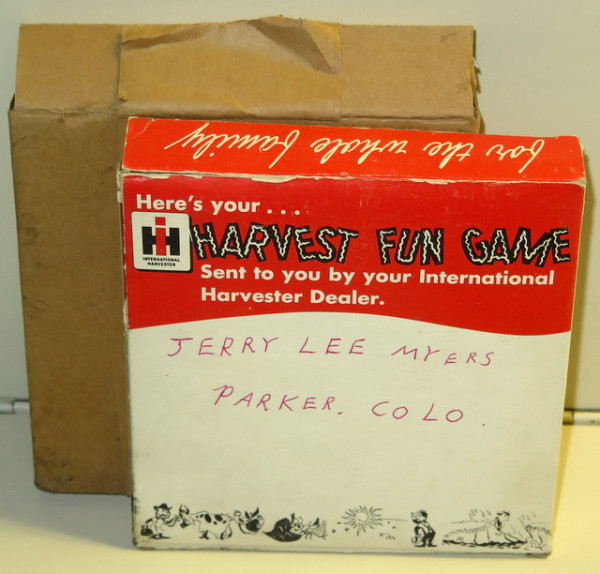 for the whole family
Here's your . . .
IH
INTERNATIONAL
HARVESTER
HARVEST FUN GAME
Sent to you by your International
Harvester Dealer.
JERRY LEE MYERS
PARKER. COLO.